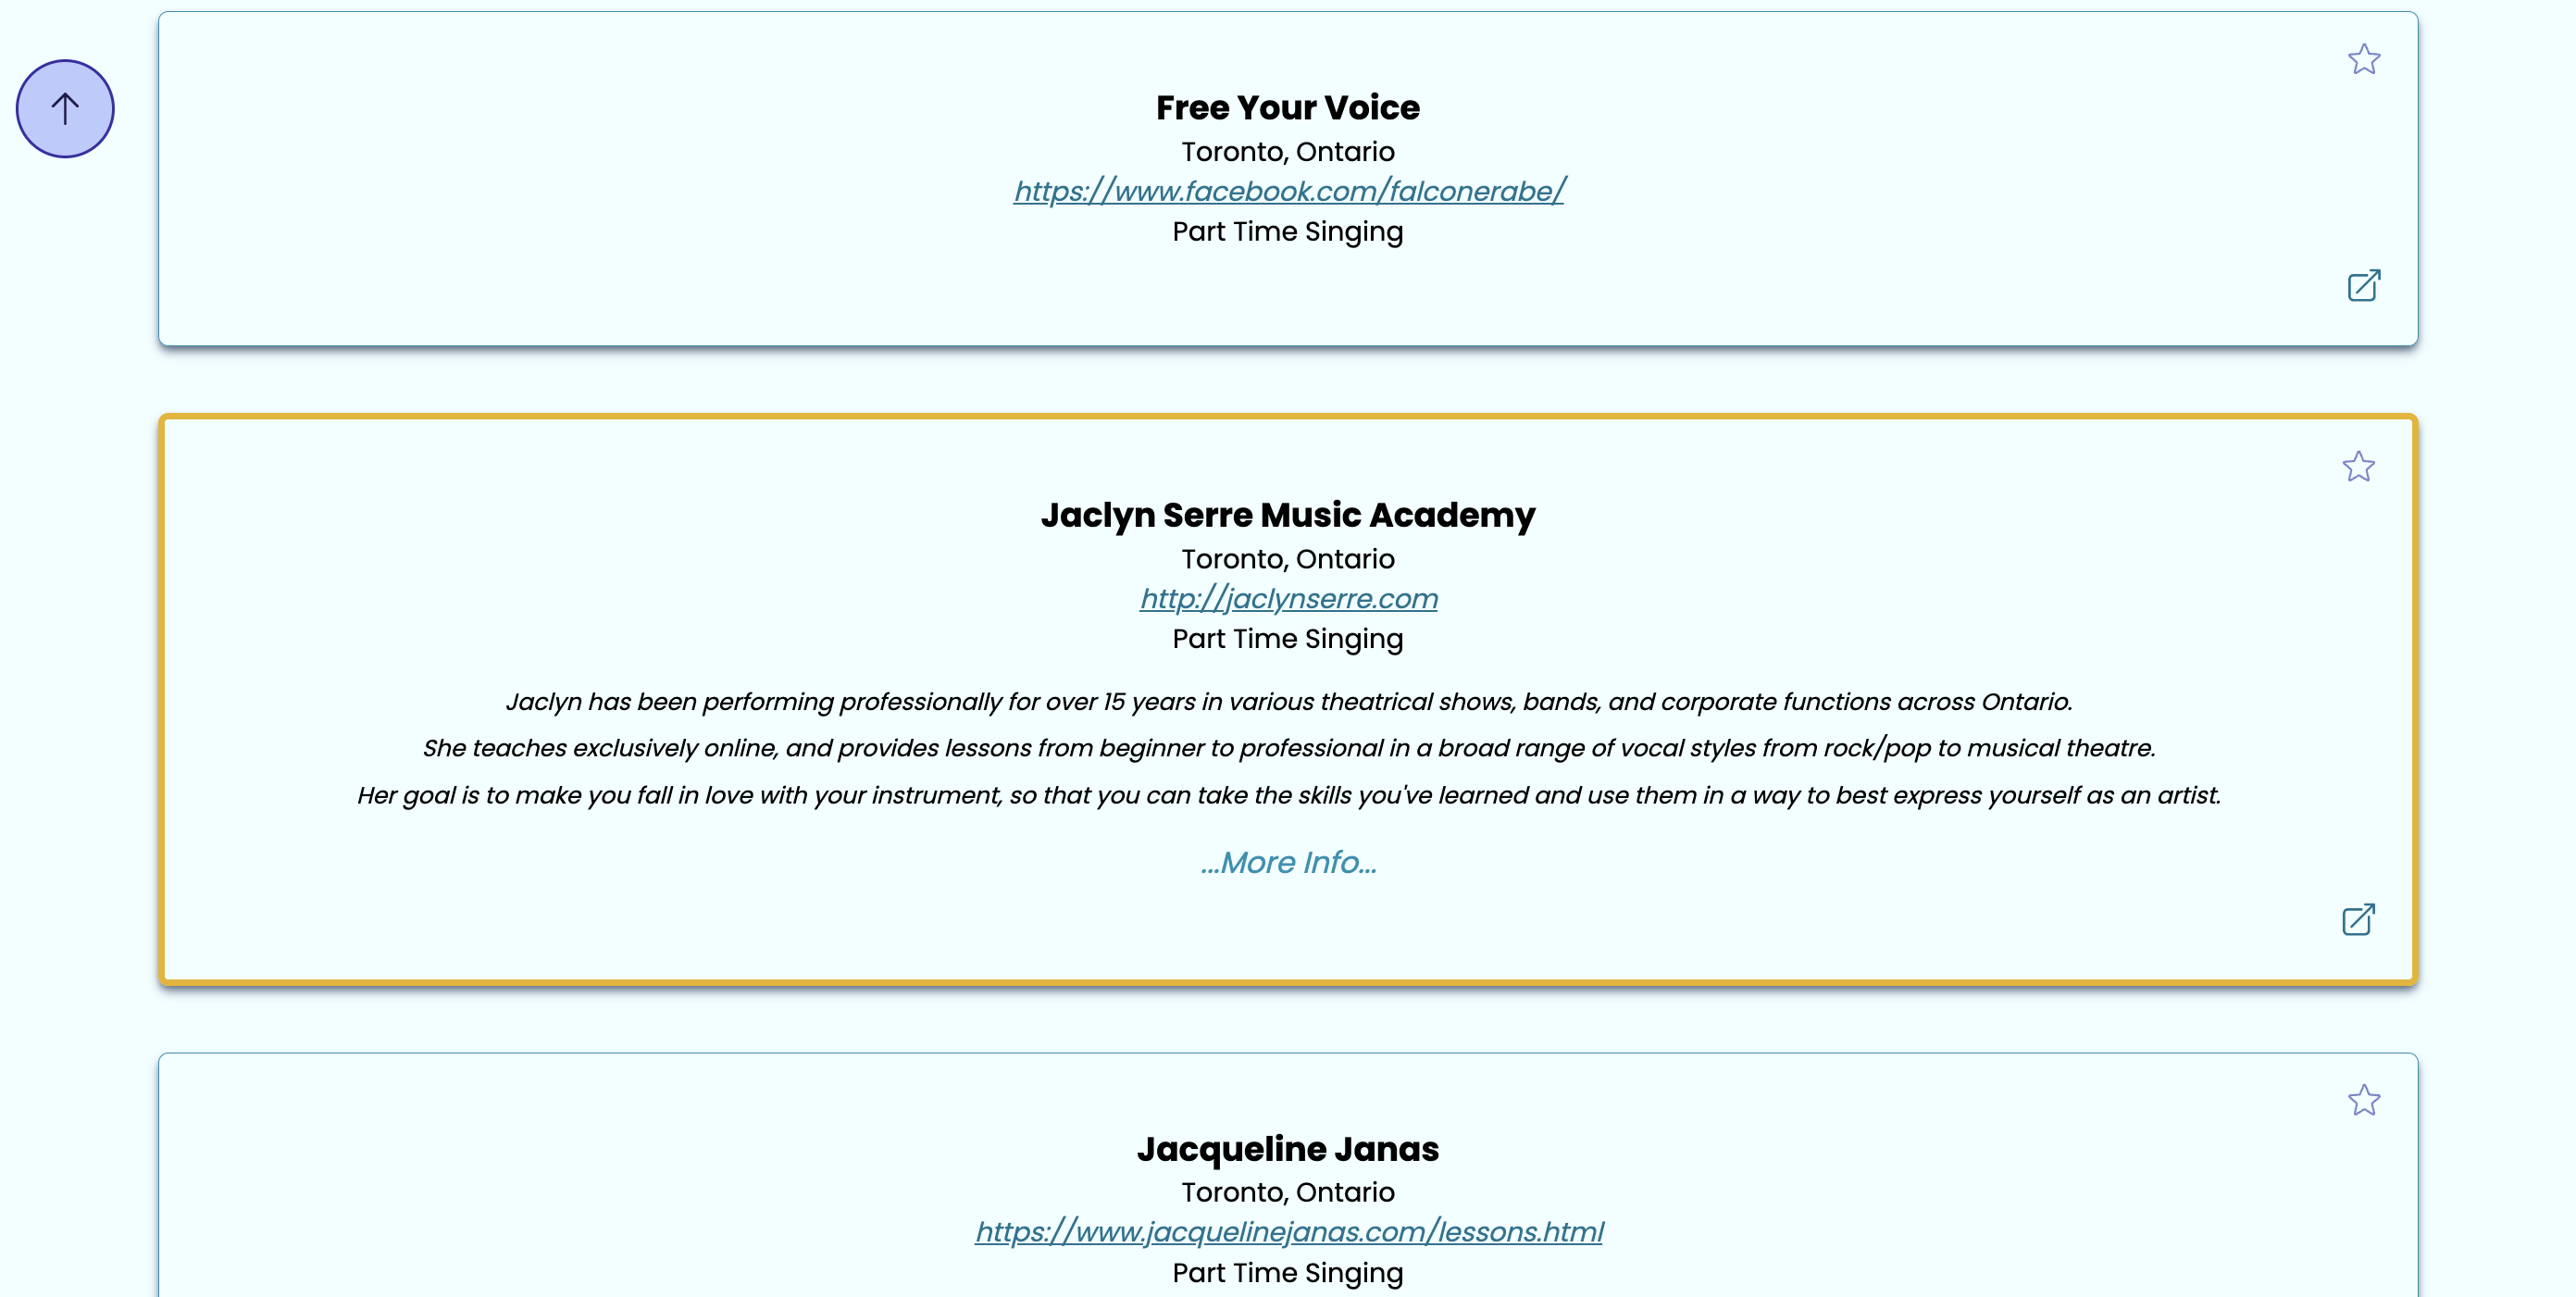 Free Your Voice
Toronto, Ontario
https://www.facebook.com/falconerabe/
Part Time Singing
Jaclyn Serre Music Academy
Toronto, Ontario
http://jaclynserre.com
Part Time Singing
Jaclyn has been performing professionally for over 15 years in various theatrical shows, bands, and corporate functions across Ontario.
She teaches exclusively online, and provides lessons from beginner to professional in a broad range of vocal styles from rock/pop to musical theatre.
Her goal is to make you fall in love with your instrument, so that you can take the skills you've learned and use them in a way to best express yourself as an artist.
...More Info...
Jacqueline Janas
Toronto, Ontario
https://www.jacquelinejanas.com/lessons.html
Part Time Singing